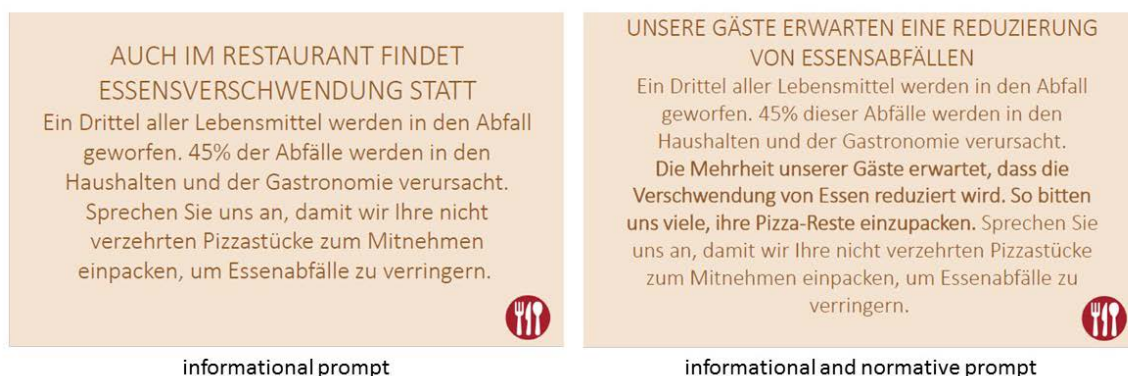 AUCH IM RESTAURANT FINDET
ESSENSVERSCHWENDUNG STATT
Ein Drittel aller Lebensmittel werden in den Abfall
geworfen. 45% der Abfälle werden in den
Haushalten und der Gastronomie verursacht.
Sprechen Sie uns an, damit wir Ihre nicht
verzehrten Pizzastücke zum Mitnehmen
einpacken, um Essenabfälle zu verringern.
informational prompt
UNSERE GÄSTE ERWARTEN EINE REDUZIERUNG
VON ESSENSABFÄLLEN
Ein Drittel aller Lebensmittel werden in den Abfall
geworfen. 45% dieser Abfälle werden in den
Haushalten und der Gastronomie verursacht.
Die Mehrheit unserer Gäste erwartet, dass die
Verschwendung von Essen reduziert wird. So bitten
uns viele, ihre Pizza-Reste einzupacken. Sprechen Sie
uns an, damit wir Ihre nicht verzehrten Pizzastücke
zum Mitnehmen einpacken, um Essenabfälle zu
verringern.
informational and normative prompt